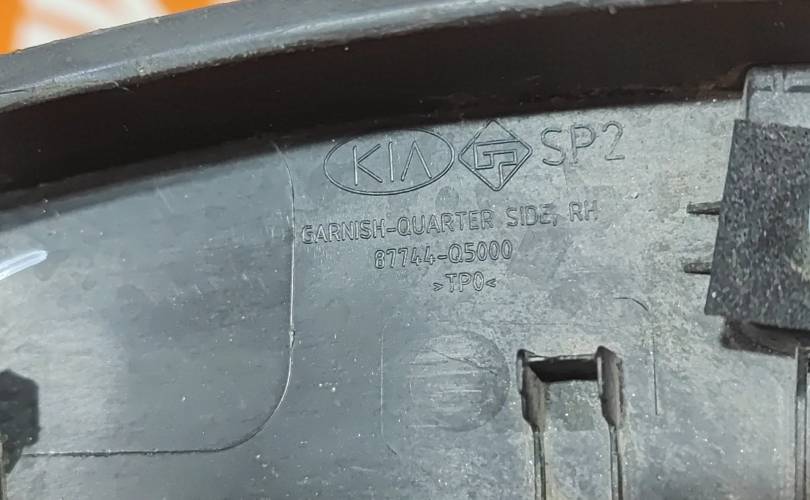 KIA SP2
GARNISH-QUARTER SIDE, RH
87744-Q5000
>TPO<